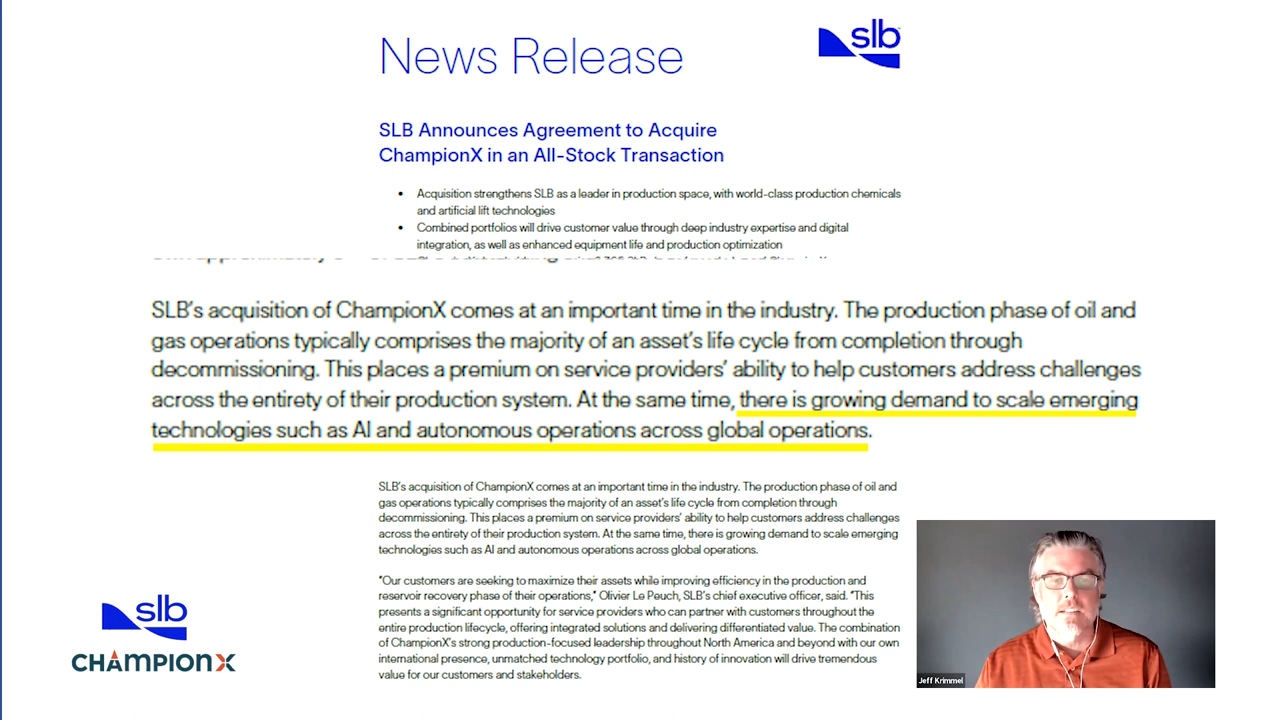 News Release
slb
SLB Announces Agreement to Acquire
ChampionX in an All-Stock Transaction
• Acquisition strengthens SLB as a leader in production space, with world-class production chemicals
and artificial lift technologies
• Combined portfolios will drive customer value through deep industry expertise and digital
integration, as well as enhanced equipment life and production optimization
SLB's acquisition of ChampionX comes at an important time in the industry. The production phase of oil and
gas operations typically comprises the majority of an asset's life cycle from completion through
decommissioning. This places a premium on service providers' ability to help customers address challenges
across the entirety of their production system. At the same time, there is growing demand to scale emerging
technologies such as AI and autonomous operations across global operations.
SLB's acquisition of ChampionX comes at an important time in the industry. The production phase of oil and
gas operations typically comprises the majority of an asset's life cycle from completion through
decommissioning. This places a premium on service providers' ability to help customers address challenges
across the entirety of their production system. At the same time, there is growing demand to scale emerging
technologies such as AI and autonomous operations across global operations.
"Our customers are seeking to maximize their assets while improving efficiency in the production and
reservoir recovery phase of their operations," Olivier Le Peuch, SLB's chief executive officer, said. "This
presents a significant opportunity for service providers who can partner with customers throughout the
entire production lifecycle, offering integrated solutions and delivering differentiated value. The combination
of ChampionX's strong production-focused leadership throughout North America and beyond with our own
international presence, unmatched technology portfolio, and history of innovation will drive tremendous
value for our customers and stakeholders.
slb
CHAMPIONX
Jeff Krimmel